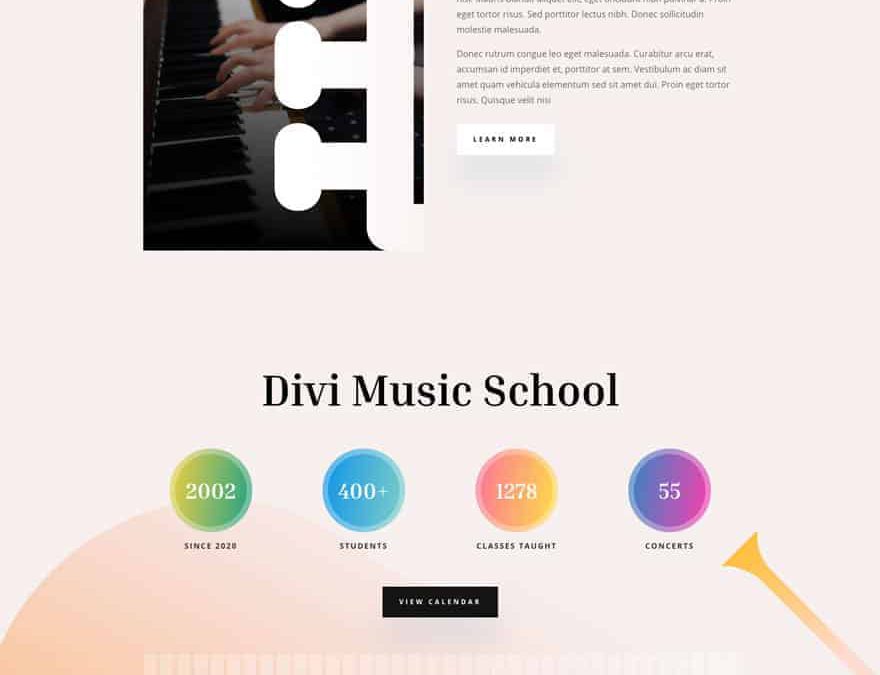 eget tortor risus. Sed porttitor lectus nibh. Donec sollicitudin
molestie malesuada.
Donec rutrum congue leo eget malesuada. Curabitur arcu erat,
accumsan id imperdiet et, porttitor at sem. Vestibulum ac diam sit
amet quam vehicula elementum sed sit amet dui. Proin eget tortor
risus. Quisque velit nisi
LEARN MORE
Divi Music School
2002
400+
1278
55
SINCE 2020
STUDENTS
CLASSES TAUGHT
CONCERTS
VIEW CALENDAR